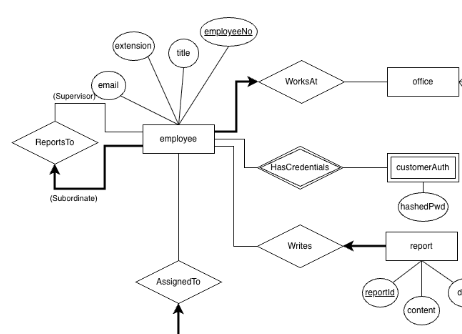 employeeNo
extension
title
email
WorksAt
office
(Supervisor)
employee
ReportsTo
HasCredentials
customerAuth
(Subordinate)
hashedPwd
Writes
report
AssignedTo
reportId
d
content